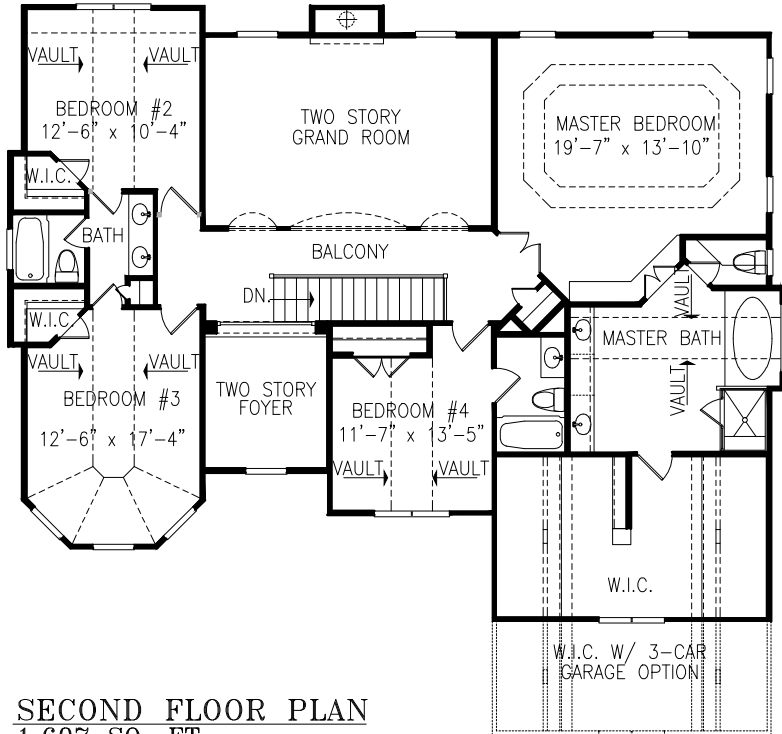 VAULT
VAULT
BEDROOM #2
12'-6" x 10'-4"
TWO STORY
GRAND ROOM
MASTER BEDROOM
19'-7" x 13'-10"
W.I.C.
BATH
BALCONY
DN.
W.I.C.
VAULT
MASTER BATH
VAULT
VAULT
VAULT
BEDROOM #3
12'-6" x 17'-4"
TWO STORY
FOYER
BEDROOM #4
11'-7" x 13'-5"
VAULT
VAULT
W.I.C.
W.I.C. W/ 3-CAR
GARAGE OPTION
SECOND FLOOR PLAN